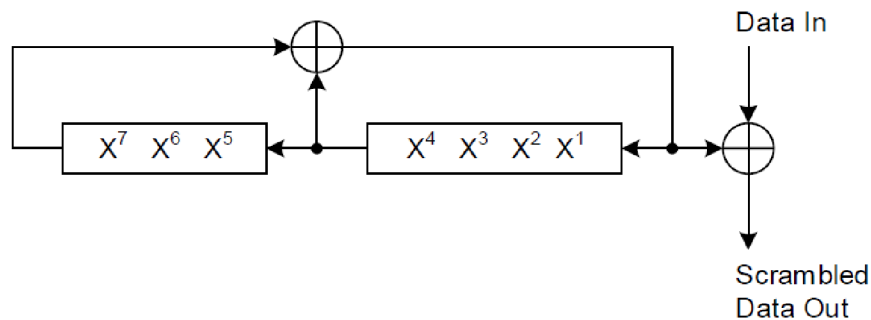 Data In
X⁷ X⁶ X⁵
X⁴ X³ X² X¹
Scrambled
Data Out